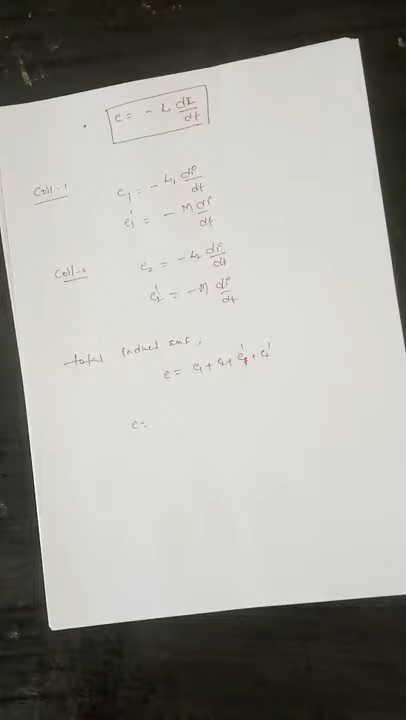 e = - L dI/dt
Coil-1
e₁ = - L₁ di/dt
e₁' = - M di/dt
Coil-2
e₂ = - L₂ di/dt
e₂' = - M di/dt
total induced emf,
e = e₁ + e₂ + e₁' + e₂'
e =